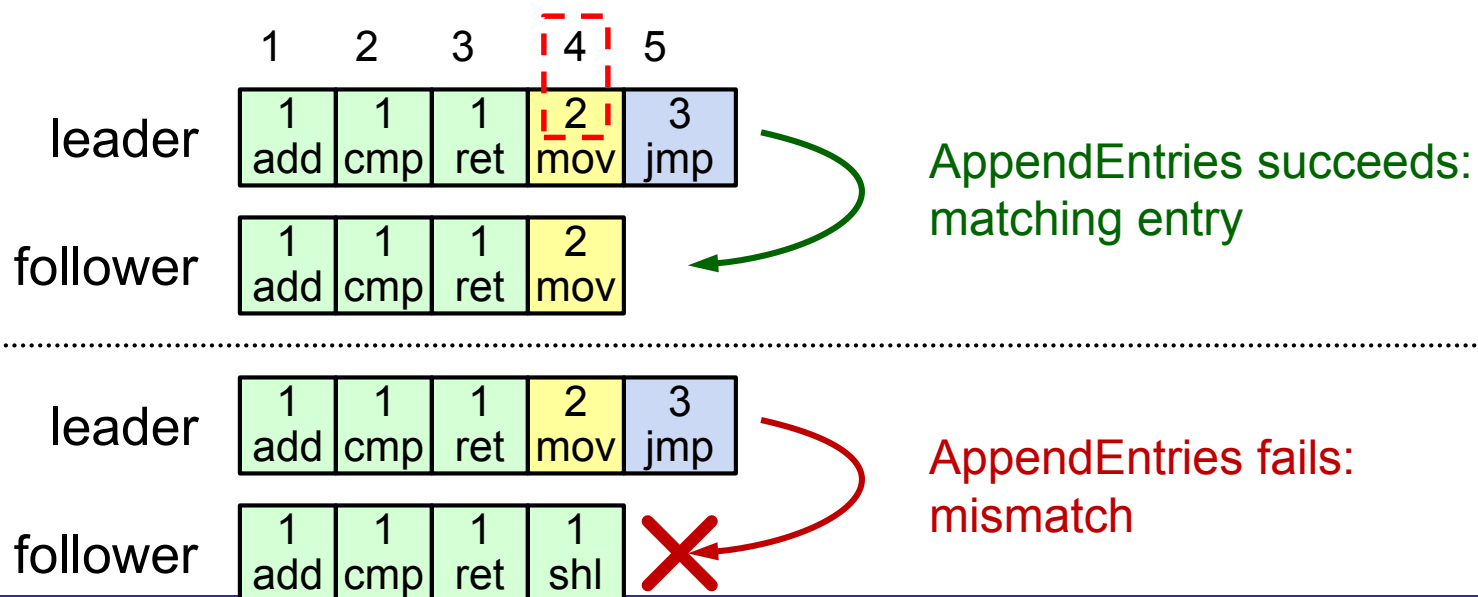 1 2 3 4 5
leader
1 1 1 2 3
add cmp ret mov jmp
AppendEntries succeeds:
matching entry
follower
1 1 1 2
add cmp ret mov
leader
1 1 1 2 3
add cmp ret mov jmp
AppendEntries fails:
mismatch
follower
1 1 1 1
add cmp ret shl